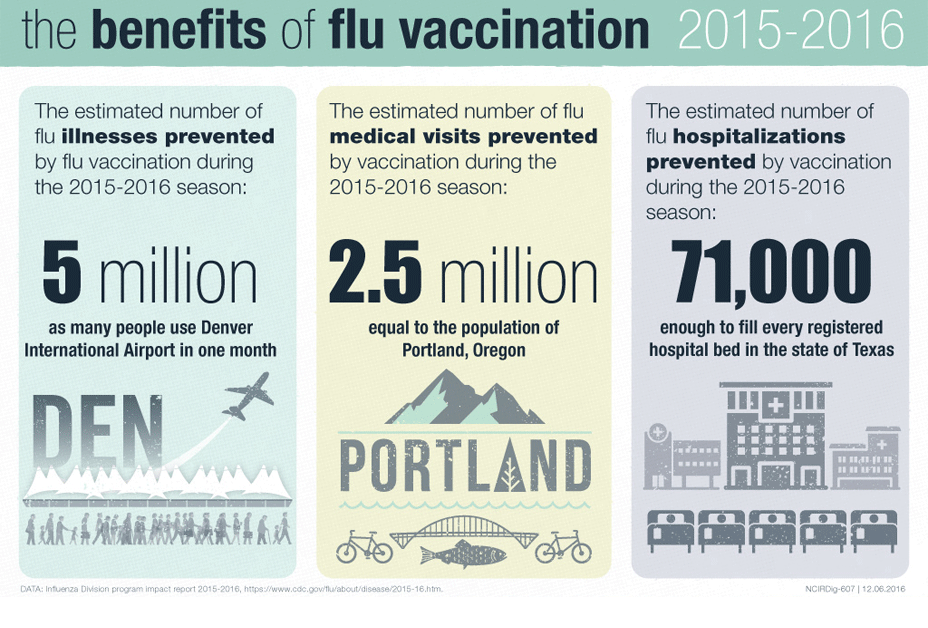 the benefits of flu vaccination 2015-2016
The estimated number of
flu illnesses prevented
by flu vaccination during
the 2015-2016 season:
5 million
as many people use Denver
International Airport in one month
DEN
The estimated number of flu
medical visits prevented
by vaccination during the
2015-2016 season:
2.5 million
equal to the population of
Portland, Oregon
PORTLAND
The estimated number of
flu hospitalizations
prevented by vaccination
during the 2015-2016
season:
71,000
enough to fill every registered
hospital bed in the state of Texas
DATA: Influenza Division program impact report 2015-2016, https://www.cdc.gov/flu/about/disease/2015-16.htm.
NCIRDig-607 | 12.06.2016